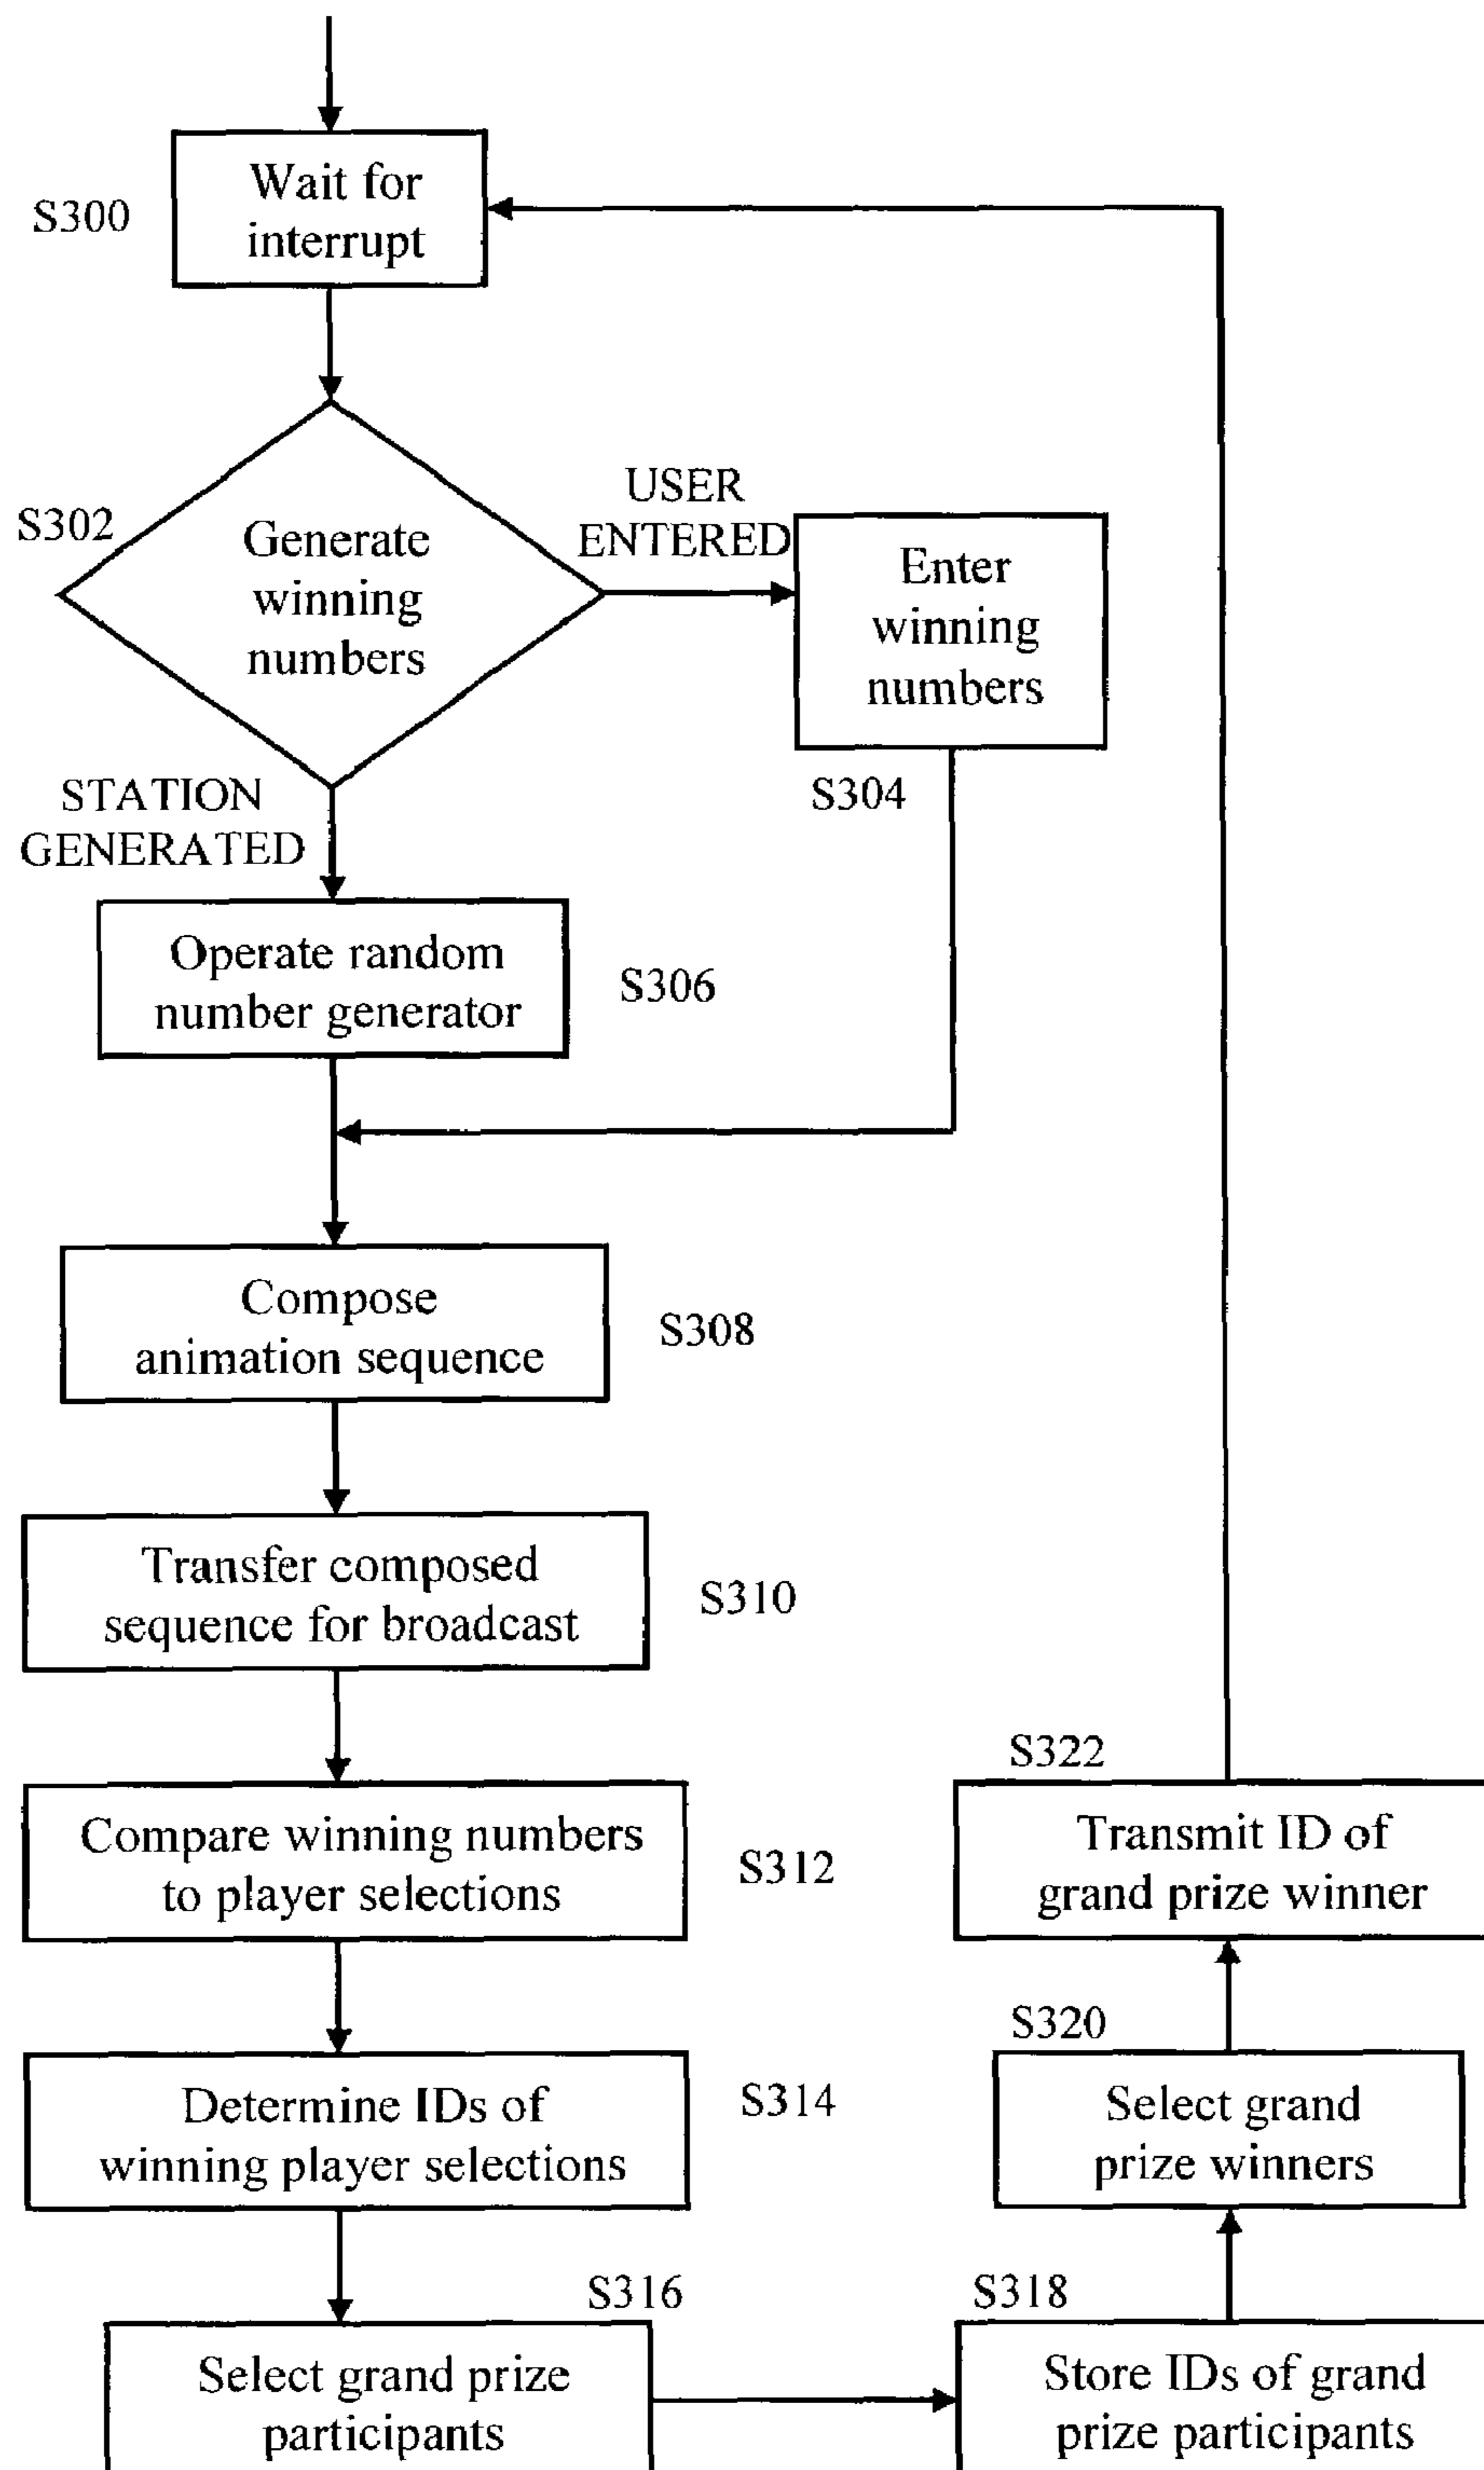 Wait for
interrupt
S300
S302
Generate
winning
numbers
USER
ENTERED
Enter
winning
numbers
S304
STATION
GENERATED
Operate random
number generator
S306
Compose
animation sequence
S308
Transfer composed
sequence for broadcast
S310
Compare winning numbers
to player selections
S312
Determine IDs of
winning player selections
S314
S316
Select grand prize
participants
S318
Store IDs of grand
prize participants
S320
Select grand
prize winners
S322
Transmit ID of
grand prize winner